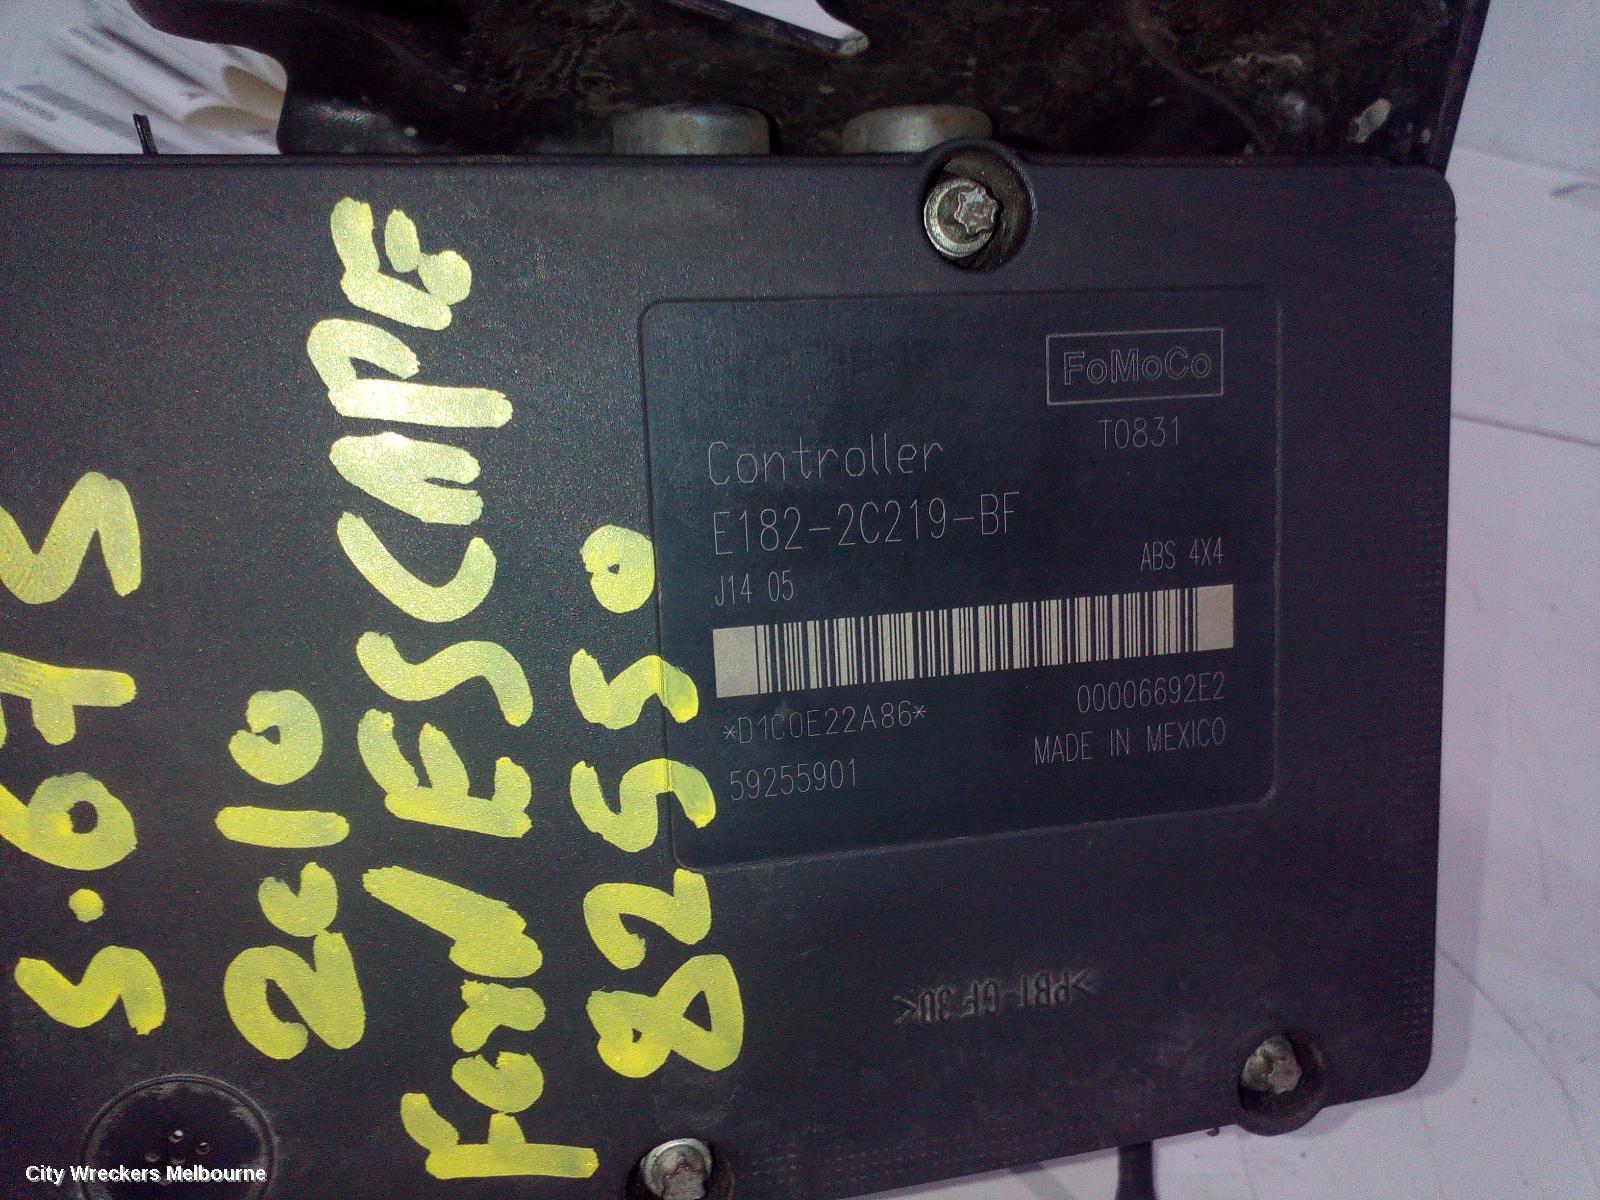 FoMoCo
T0831
Controller
E182-2C219-BF
J14 05
ABS 4X4
*D1C0E22A86*
00006692E2
59255901
MADE IN MEXICO
>PBT-GF30<
82550
Ford/ESCAPE
2010
City Wreckers Melbourne